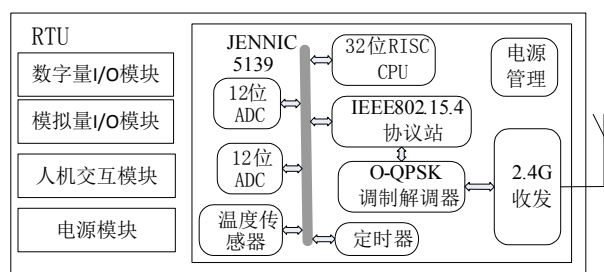 RTU
数字量I/O模块
模拟量I/O模块
人机交互模块
电源模块
JENNIC
5139
12位
ADC
12位
ADC
温度传
感器
32位RISC
CPU
IEEE802.15.4
协议站
O-QPSK
调制解调器
定时器
电源
管理
2.4G
收发